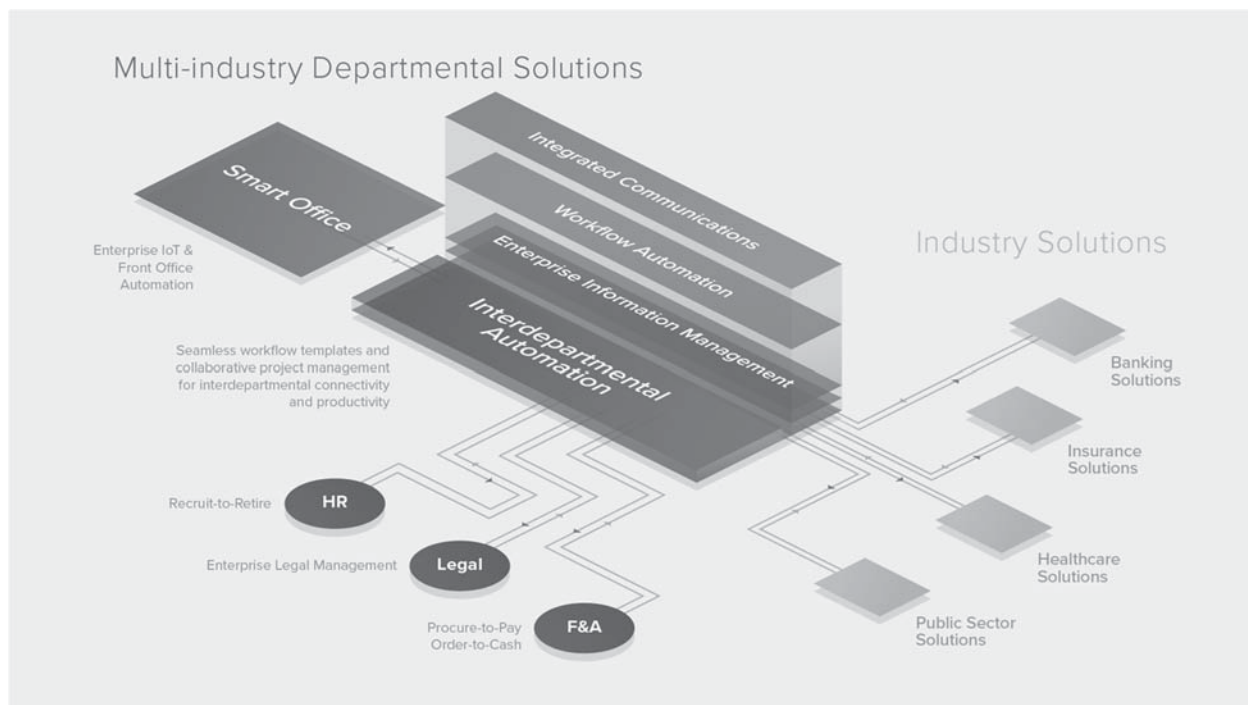 Multi-industry Departmental Solutions
Integrated Communications
Smart Office
Workflow Automation
Enterprise Information Management
Enterprise IoT &
Front Office
Automation
Interdepartmental
Automation
Seamless workflow templates and
collaborative project management
for interdepartmental connectivity
and productivity
Recruit-to-Retire
HR
Enterprise Legal Management
Legal
Procure-to-Pay
Order-to-Cash
F&A
Industry Solutions
Banking
Solutions
Insurance
Solutions
Healthcare
Solutions
Public Sector
Solutions